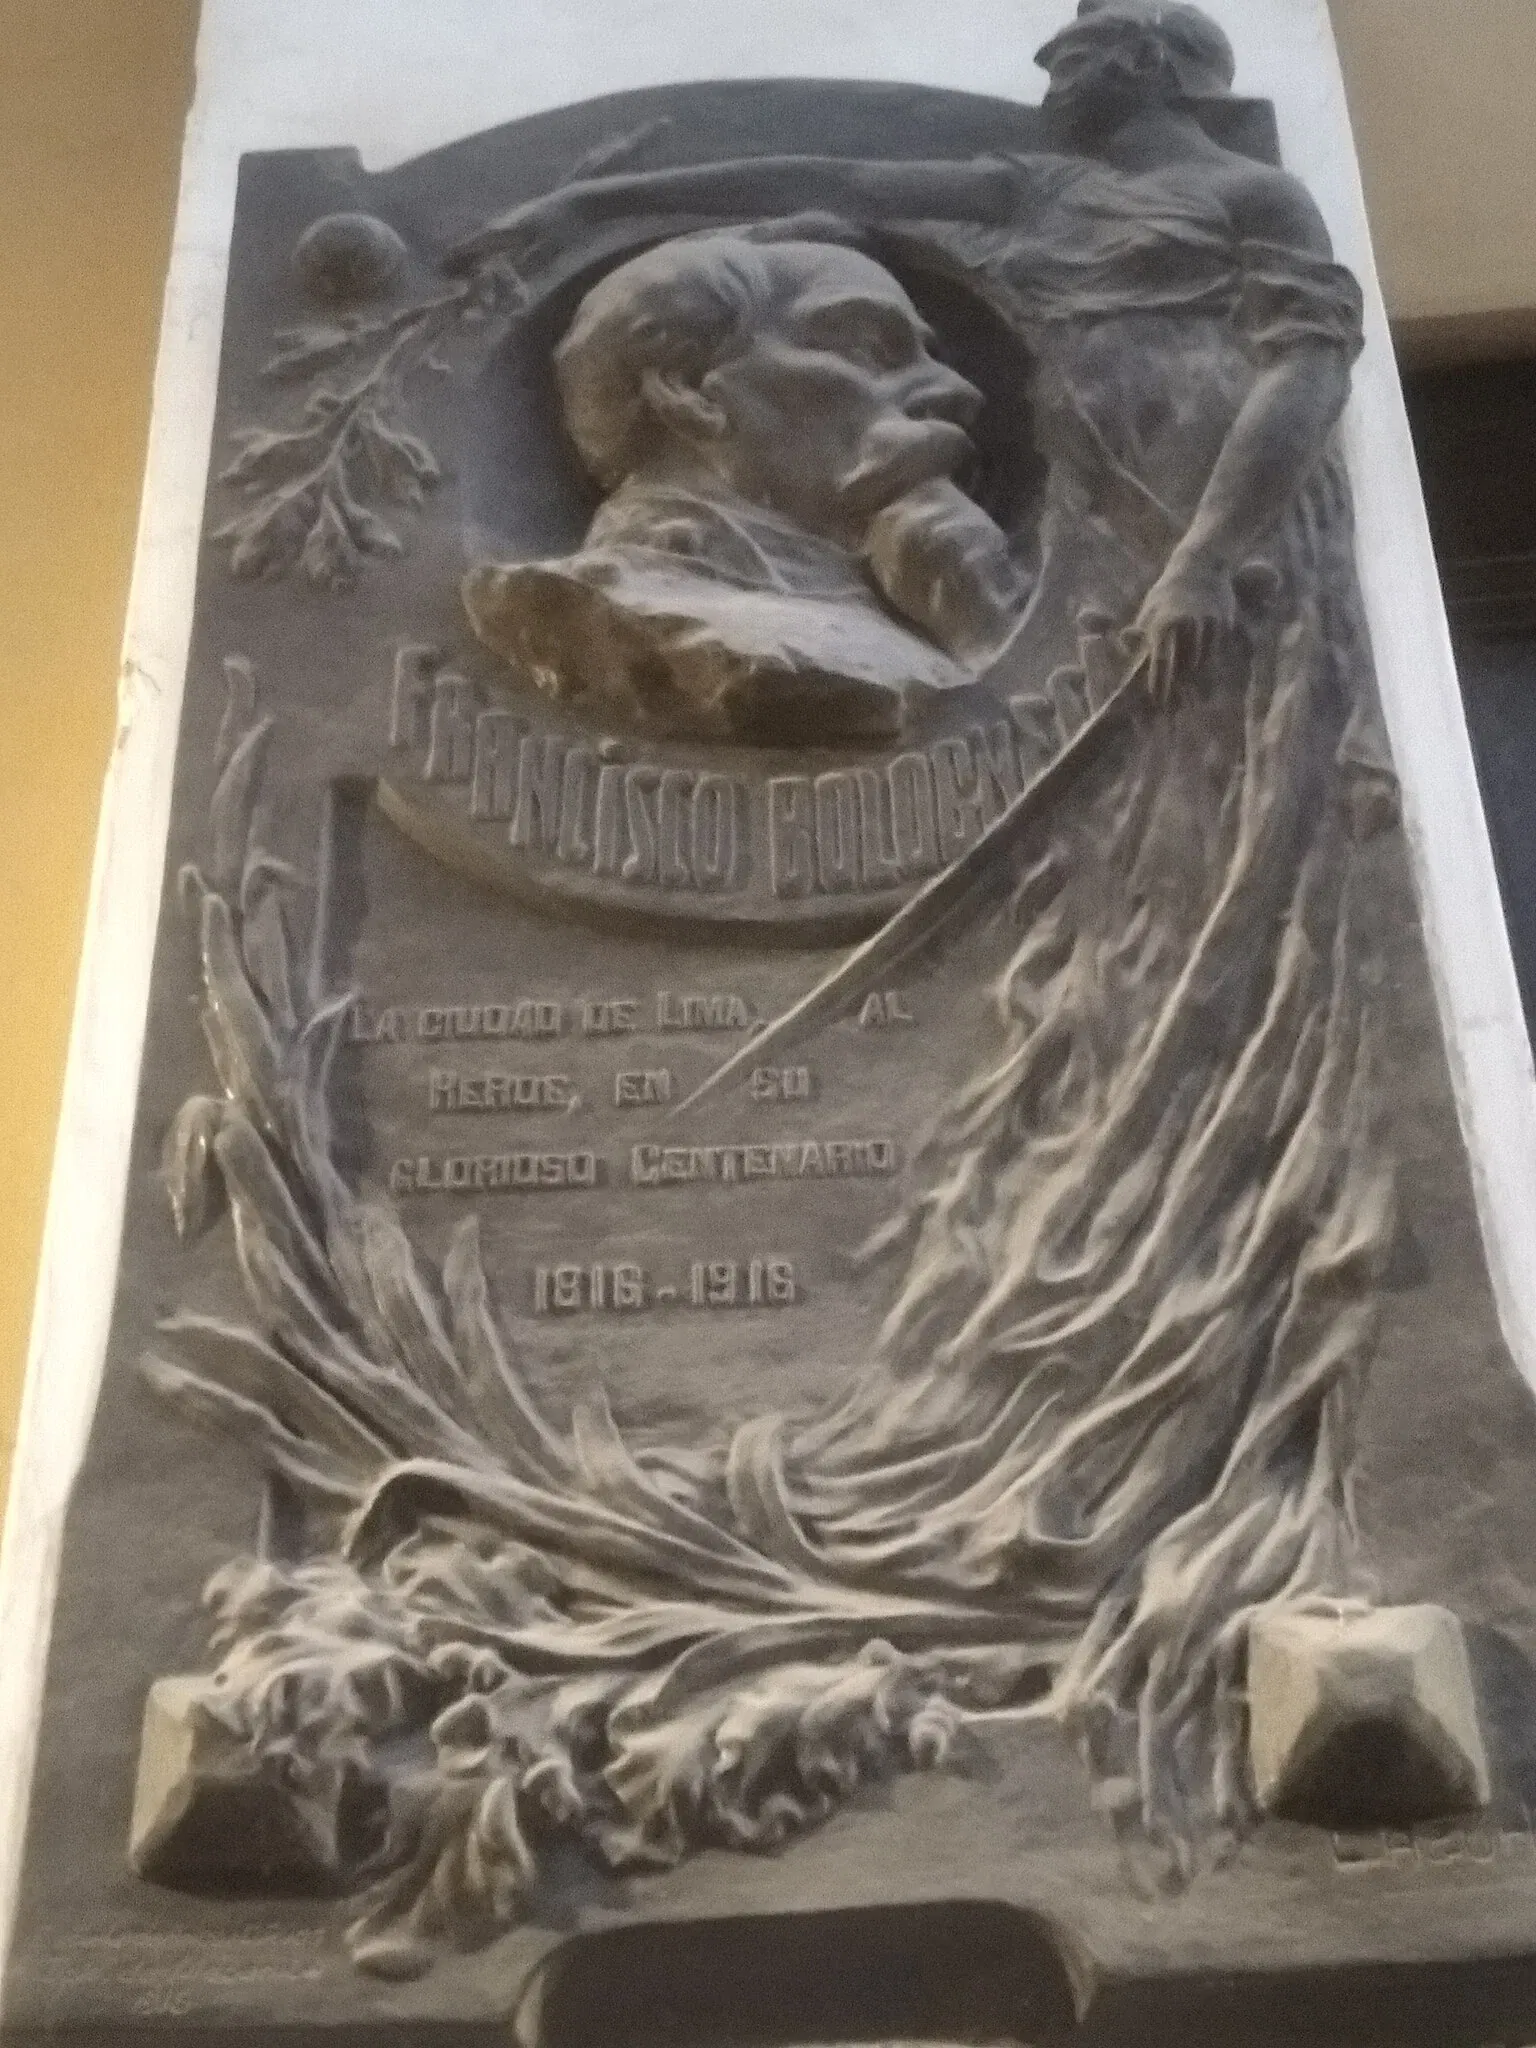 FRANCISCO BOLOGNESI
LA CIUDAD DE LIMA, AL
HEROE, EN SU
GLORIOSO CENTENARIO
1816-1916